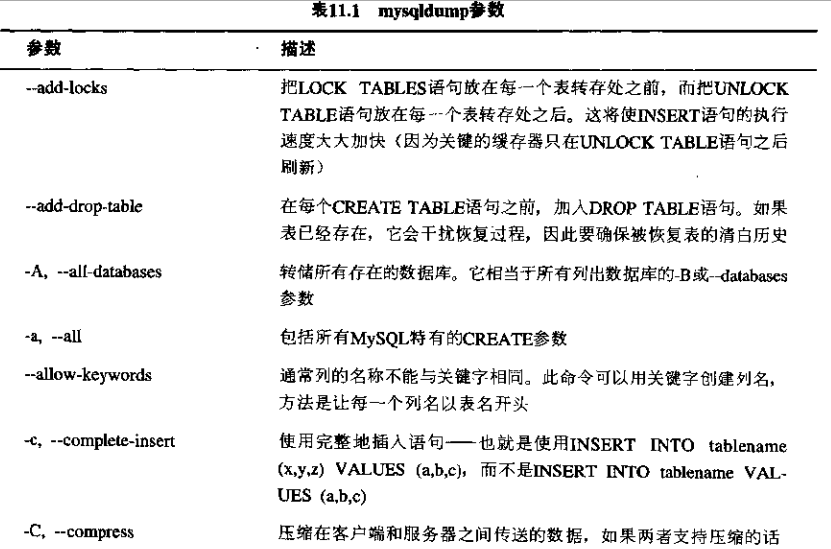 表11.1 mysqldump参数
参数 描述
--add-locks 把LOCK TABLES语句放在每一个表转存处之前，而把UNLOCK
TABLE语句放在每一个表转存处之后。这将使INSERT语句的执行
速度大大加快（因为关键的缓存器只在UNLOCK TABLE语句之后
刷新）
--add-drop-table 在每个CREATE TABLE语句之前，加入DROP TABLE语句。如果
表已经存在，它会干扰恢复过程，因此要确保被恢复表的清白历史
-A, --all-databases 转储所有存在的数据库。它相当于所有列出数据库的-B或--databases
参数
-a, --all 包括所有MySQL特有的CREATE参数
--allow-keywords 通常列的名称不能与关键字相同。此命令可以用关键字创建列名，
方法是让每一个列名以表名开头
-c, --complete-insert 使用完整地插入语句——也就是使用INSERT INTO tablename
(x,y,z) VALUES (a,b,c)，而不是INSERT INTO tablename VAL-
UES (a,b,c)
-C, --compress 压缩在客户端和服务器之间传送的数据，如果两者支持压缩的话